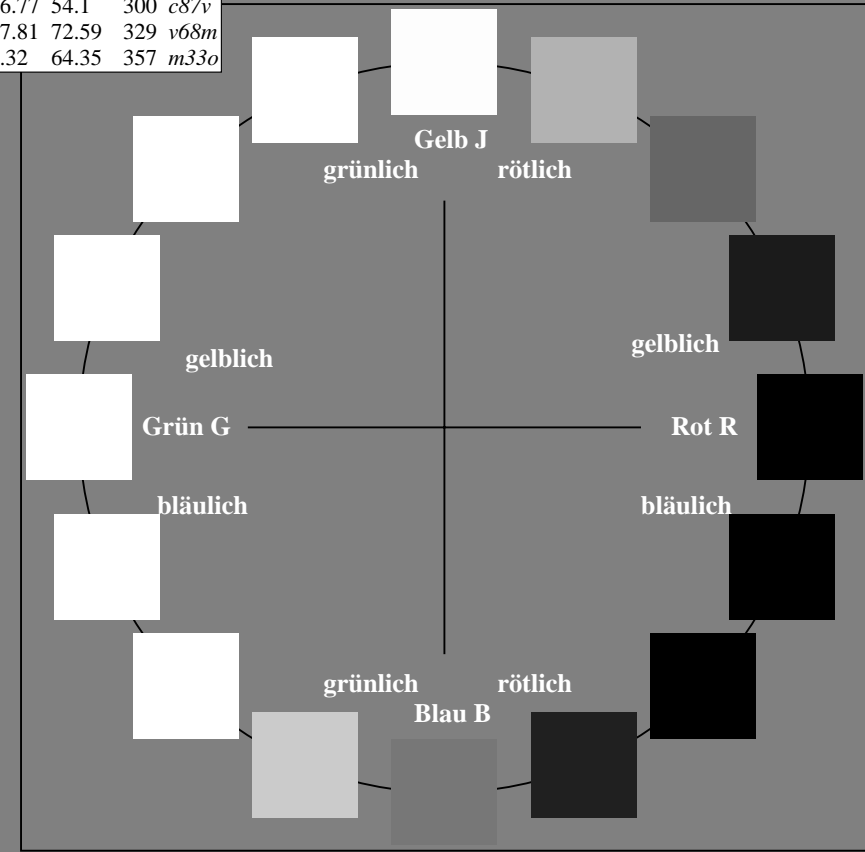 6.77 54.1 300 c87v
7.81 72.59 329 v68m
.32 64.35 357 m33o
Gelb J
grünlich rötlich
gelblich gelblich
Grün G Rot R
bläulich bläulich
grünlich rötlich
Blau B